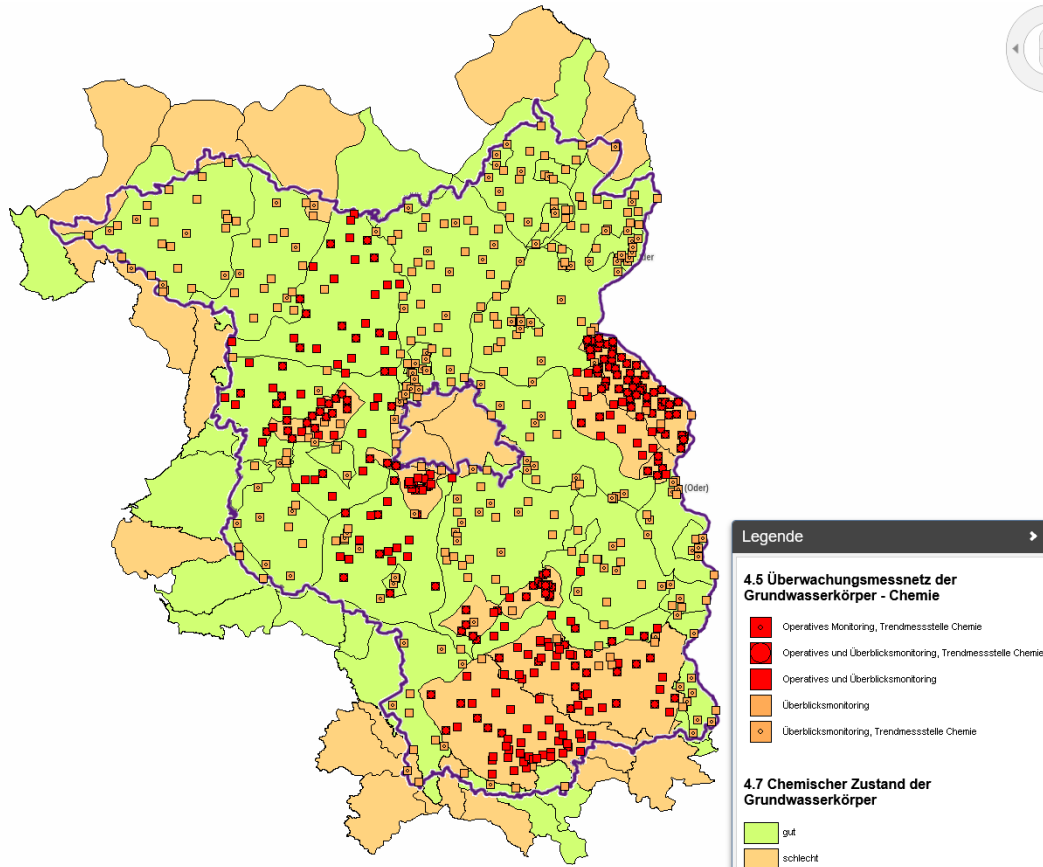 der
(Oder)
Legende
4.5 Überwachungsmessnetz der
Grundwasserkörper - Chemie
Operatives Monitoring, Trendmessstelle Chemie
Operatives und Überblicksmonitoring, Trendmessstelle Chemie
Operatives und Überblicksmonitoring
Überblicksmonitoring
Überblicksmonitoring, Trendmessstelle Chemie
4.7 Chemischer Zustand der
Grundwasserkörper
gut
schlecht